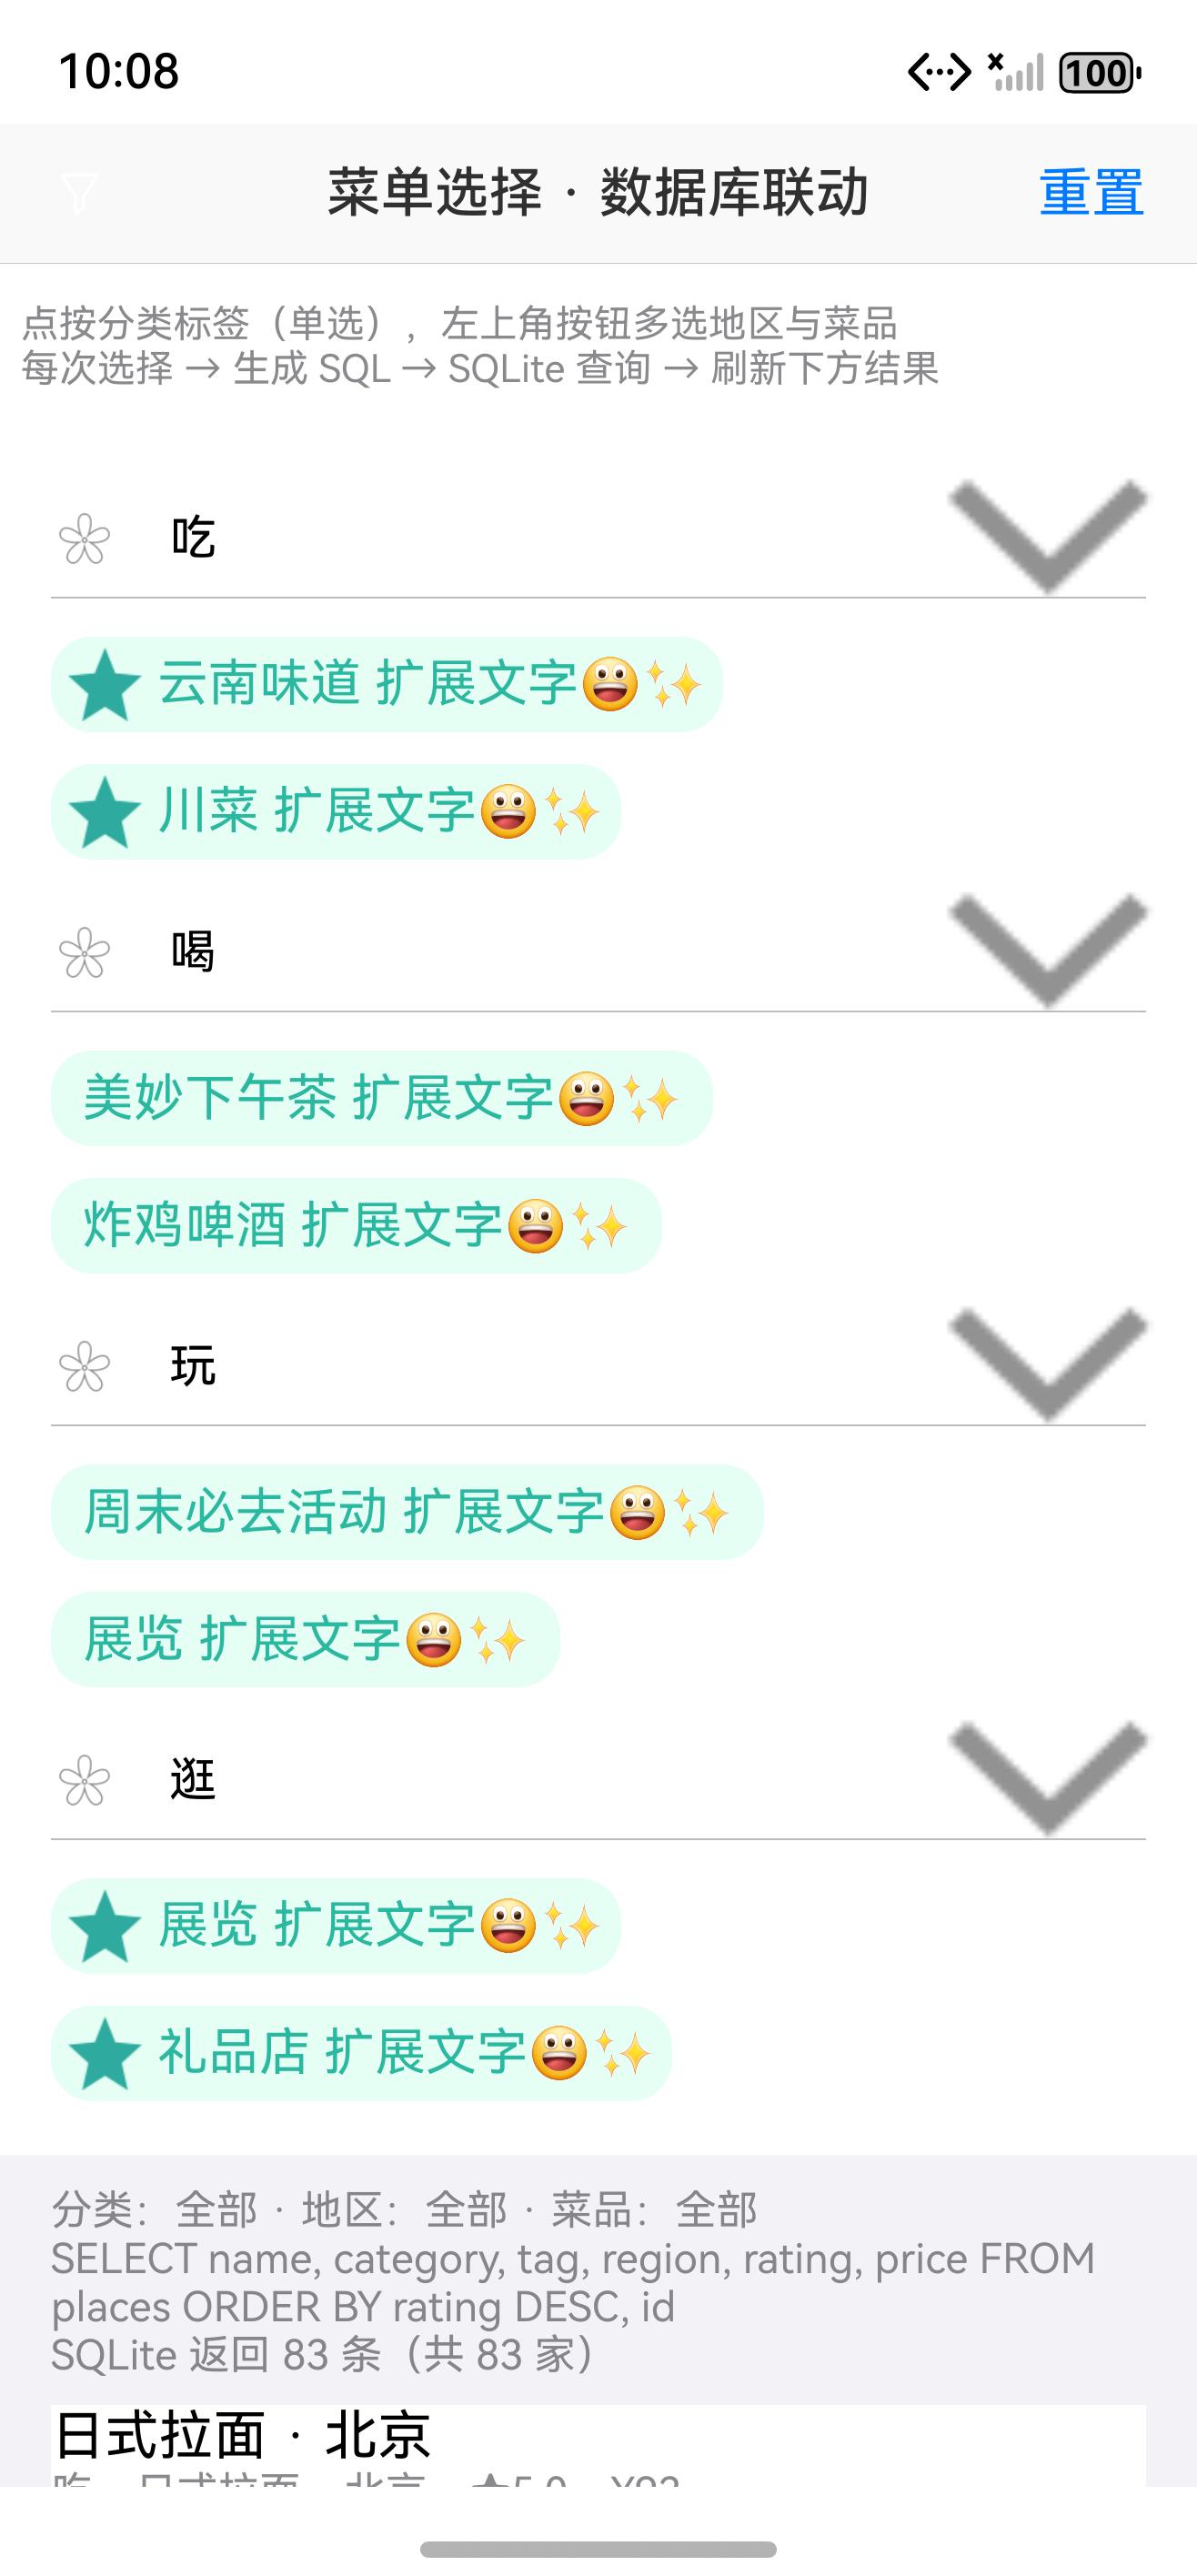 10:08
100
菜单选择 · 数据库联动
重置
点按分类标签（单选），左上角按钮多选地区与菜品
每次选择 → 生成 SQL → SQLite 查询 → 刷新下方结果
吃
云南味道 扩展文字😀✨
川菜 扩展文字😀✨
喝
美妙下午茶 扩展文字😀✨
炸鸡啤酒 扩展文字😀✨
玩
周末必去活动 扩展文字😀✨
展览 扩展文字😀✨
逛
展览 扩展文字😀✨
礼品店 扩展文字😀✨
分类：全部 · 地区：全部 · 菜品：全部
SELECT name, category, tag, region, rating, price FROM
places ORDER BY rating DESC, id
SQLite 返回 83 条（共 83 家）
日式拉面 · 北京